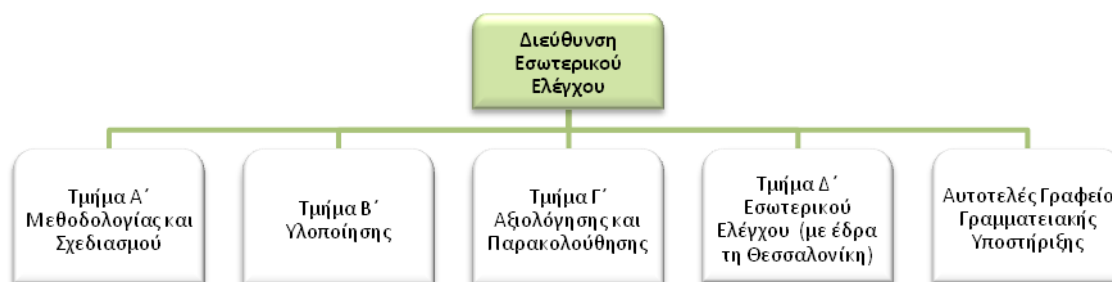 Διεύθυνση
Εσωτερικού
Ελέγχου
Τμήμα Α΄
Μεθοδολογίας και
Σχεδιασμού
Τμήμα Β΄
Υλοποίησης
Τμήμα Γ΄
Αξιολόγησης και
Παρακολούθησης
Τμήμα Δ΄
Εσωτερικού
Ελέγχου (με έδρα
τη Θεσσαλονίκη)
Αυτοτελές Γραφείο
Γραμματειακής
Υποστήριξης